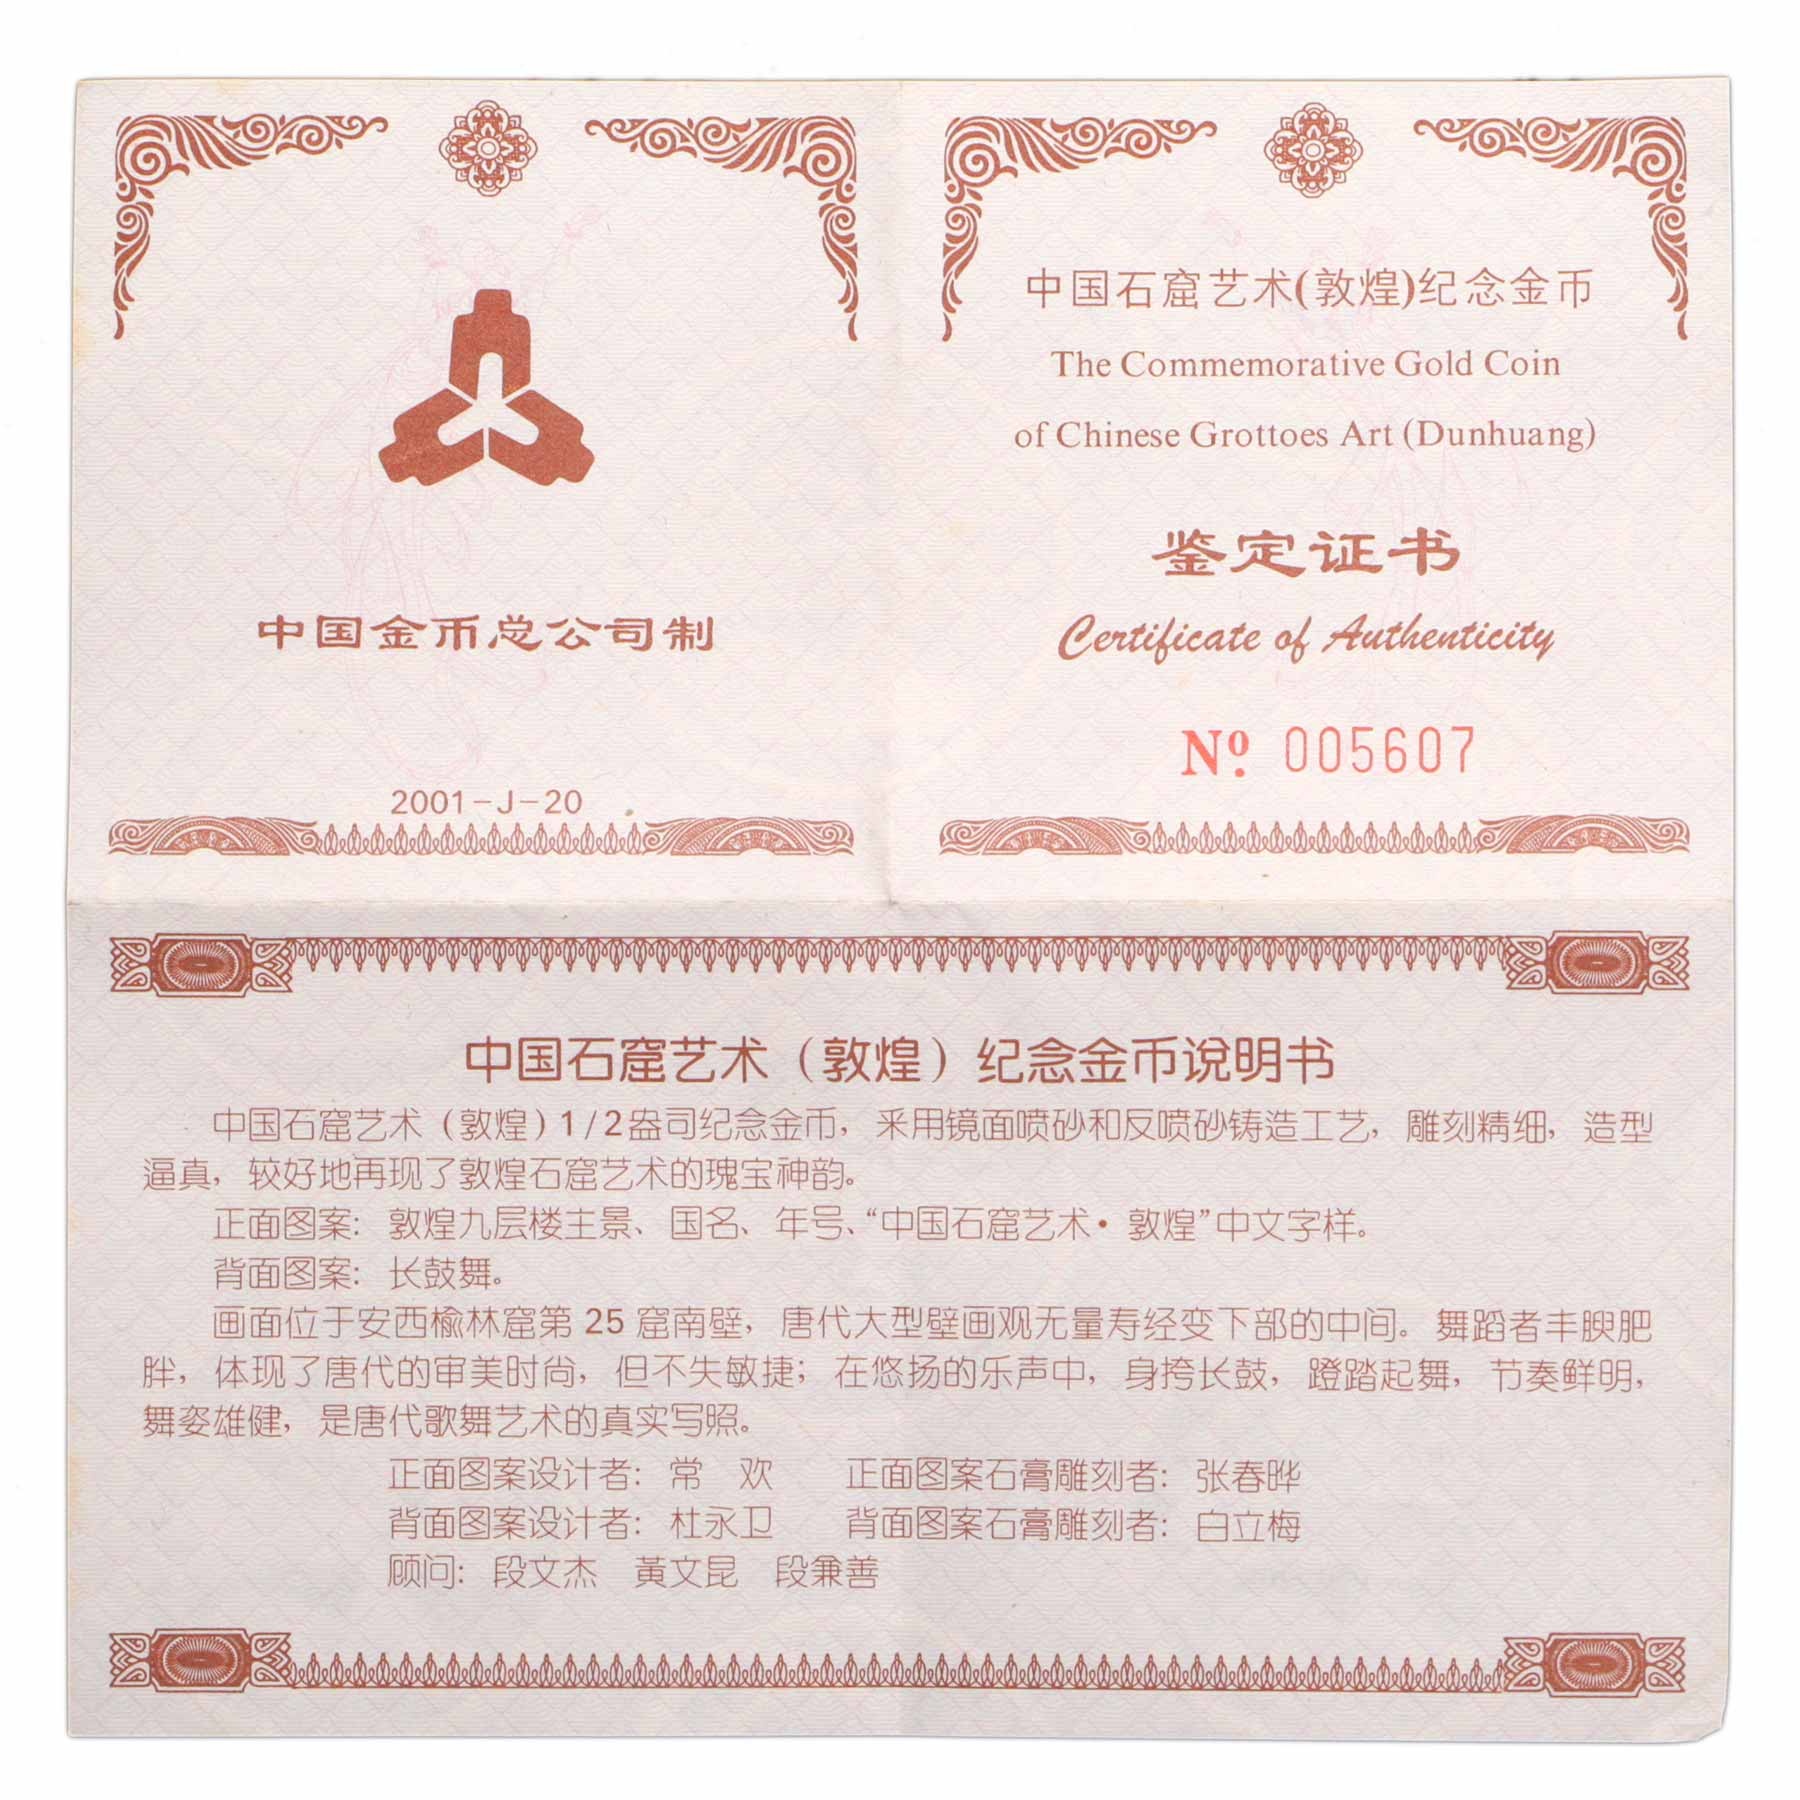 中国金币总公司制
2001-J-20
中国石窟艺术(敦煌)纪念金币
The Commemorative Gold Coin
of Chinese Grottoes Art (Dunhuang)
鉴定证书
Certificate of Authenticity
Nº. 005607
中国石窟艺术（敦煌）纪念金币说明书
中国石窟艺术（敦煌）1/2盎司纪念金币，采用镜面喷砂和反喷砂铸造工艺，雕刻精细，造型
逼真，较好地再现了敦煌石窟艺术的瑰宝神韵。
正面图案：敦煌九层楼主景、国名、年号、“中国石窟艺术·敦煌”中文字样。
背面图案：长鼓舞。
画面位于安西榆林窟第 25 窟南壁，唐代大型壁画观无量寿经变下部的中间。舞蹈者丰腴肥
胖，体现了唐代的审美时尚，但不失敏捷；在悠扬的乐声中，身挎长鼓，蹬踏起舞，节奏鲜明，
舞姿雄健，是唐代歌舞艺术的真实写照。
正面图案设计者：常 欢 正面图案石膏雕刻者：张春晔
背面图案设计者：杜永卫 背面图案石膏雕刻者：白立梅
顾问：段文杰 黄文昆 段兼善